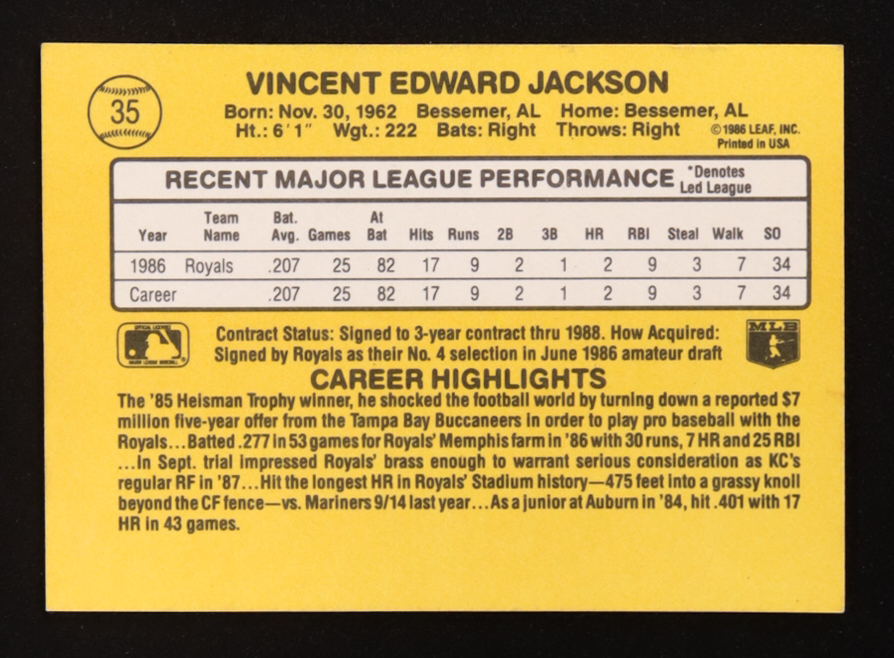 35
VINCENT EDWARD JACKSON
Born: Nov. 30, 1962 Bessemer, AL Home: Bessemer, AL
Ht.: 6'1" Wgt.: 222 Bats: Right Throws: Right
©1986 LEAF, INC.
Printed in USA
RECENT MAJOR LEAGUE PERFORMANCE
*Denotes
Led League
Year Team Name Bat. Avg. Games At Bat Hits Runs 2B 3B HR RBI Steal Walk SO
1986 Royals .207 25 82 17 9 2 1 2 9 3 7 34
Career .207 25 82 17 9 2 1 2 9 3 7 34
OFFICIAL LICENSEE
MAJOR LEAGUE BASEBALL
Contract Status: Signed to 3-year contract thru 1988. How Acquired:
Signed by Royals as their No. 4 selection in June 1986 amateur draft
MLB
CAREER HIGHLIGHTS
The '85 Heisman Trophy winner, he shocked the football world by turning down a reported $7
million five-year offer from the Tampa Bay Buccaneers in order to play pro baseball with the
Royals...Batted .277 in 53 games for Royals' Memphis farm in '86 with 30 runs, 7 HR and 25 RBI
...In Sept. trial impressed Royals' brass enough to warrant serious consideration as KC's
regular RF in '87...Hit the longest HR in Royals' Stadium history—475 feet into a grassy knoll
beyond the CF fence—vs. Mariners 9/14 last year...As a junior at Auburn in '84, hit .401 with 17
HR in 43 games.